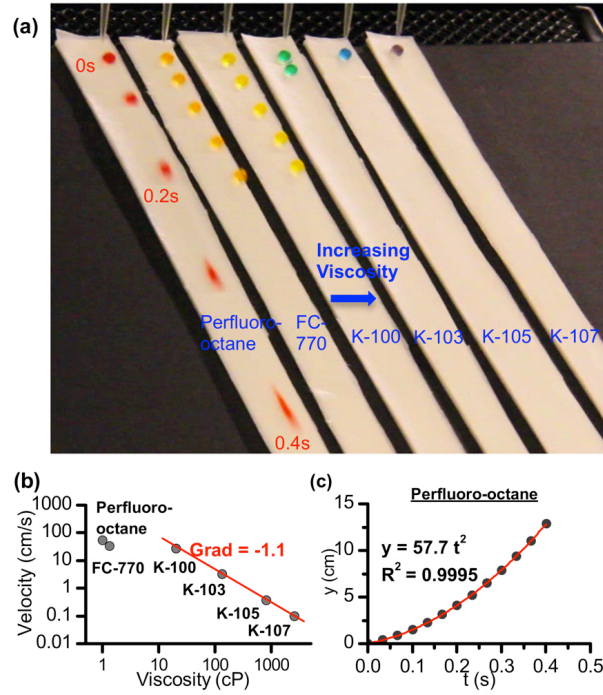 (a)
0s
0.2s
0.4s
Increasing
Viscosity
Perfluoro-
octane
FC-
770
K-100
K-103
K-105
K-107
(b)
Velocity (cm/s)
1000
100
10
1
0.1
0.01
Perfluoro-
octane
FC-770
Grad = -1.1
K-100
K-103
K-105
K-107
1 10 100 1000
Viscosity (cP)
(c)
Perfluoro-octane
y (cm)
15
10
5
0
y = 57.7 t²
R² = 0.9995
0.0 0.1 0.2 0.3 0.4 0.5
t (s)